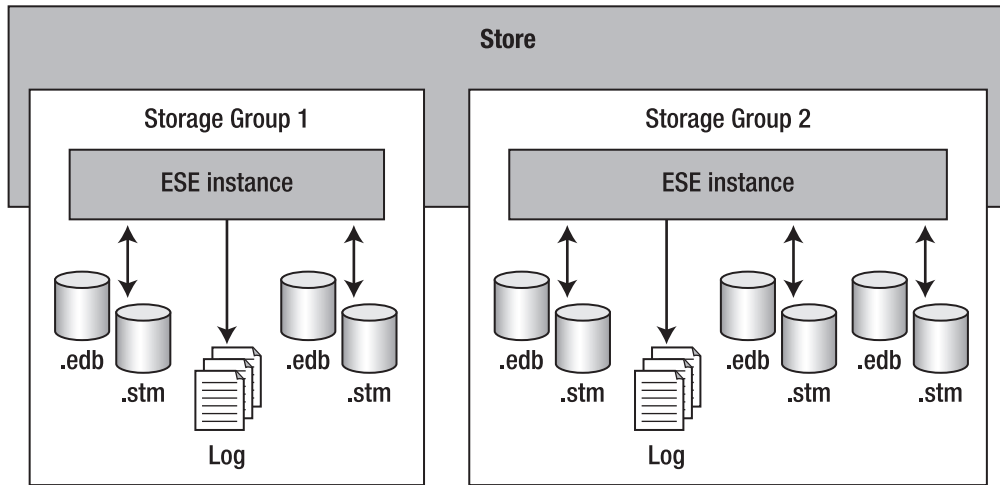 Store
Storage Group 1
ESE instance
.edb
.stm
Log
.edb
.stm
Storage Group 2
ESE instance
.edb
.stm
Log
.edb
.stm
.edb
.stm